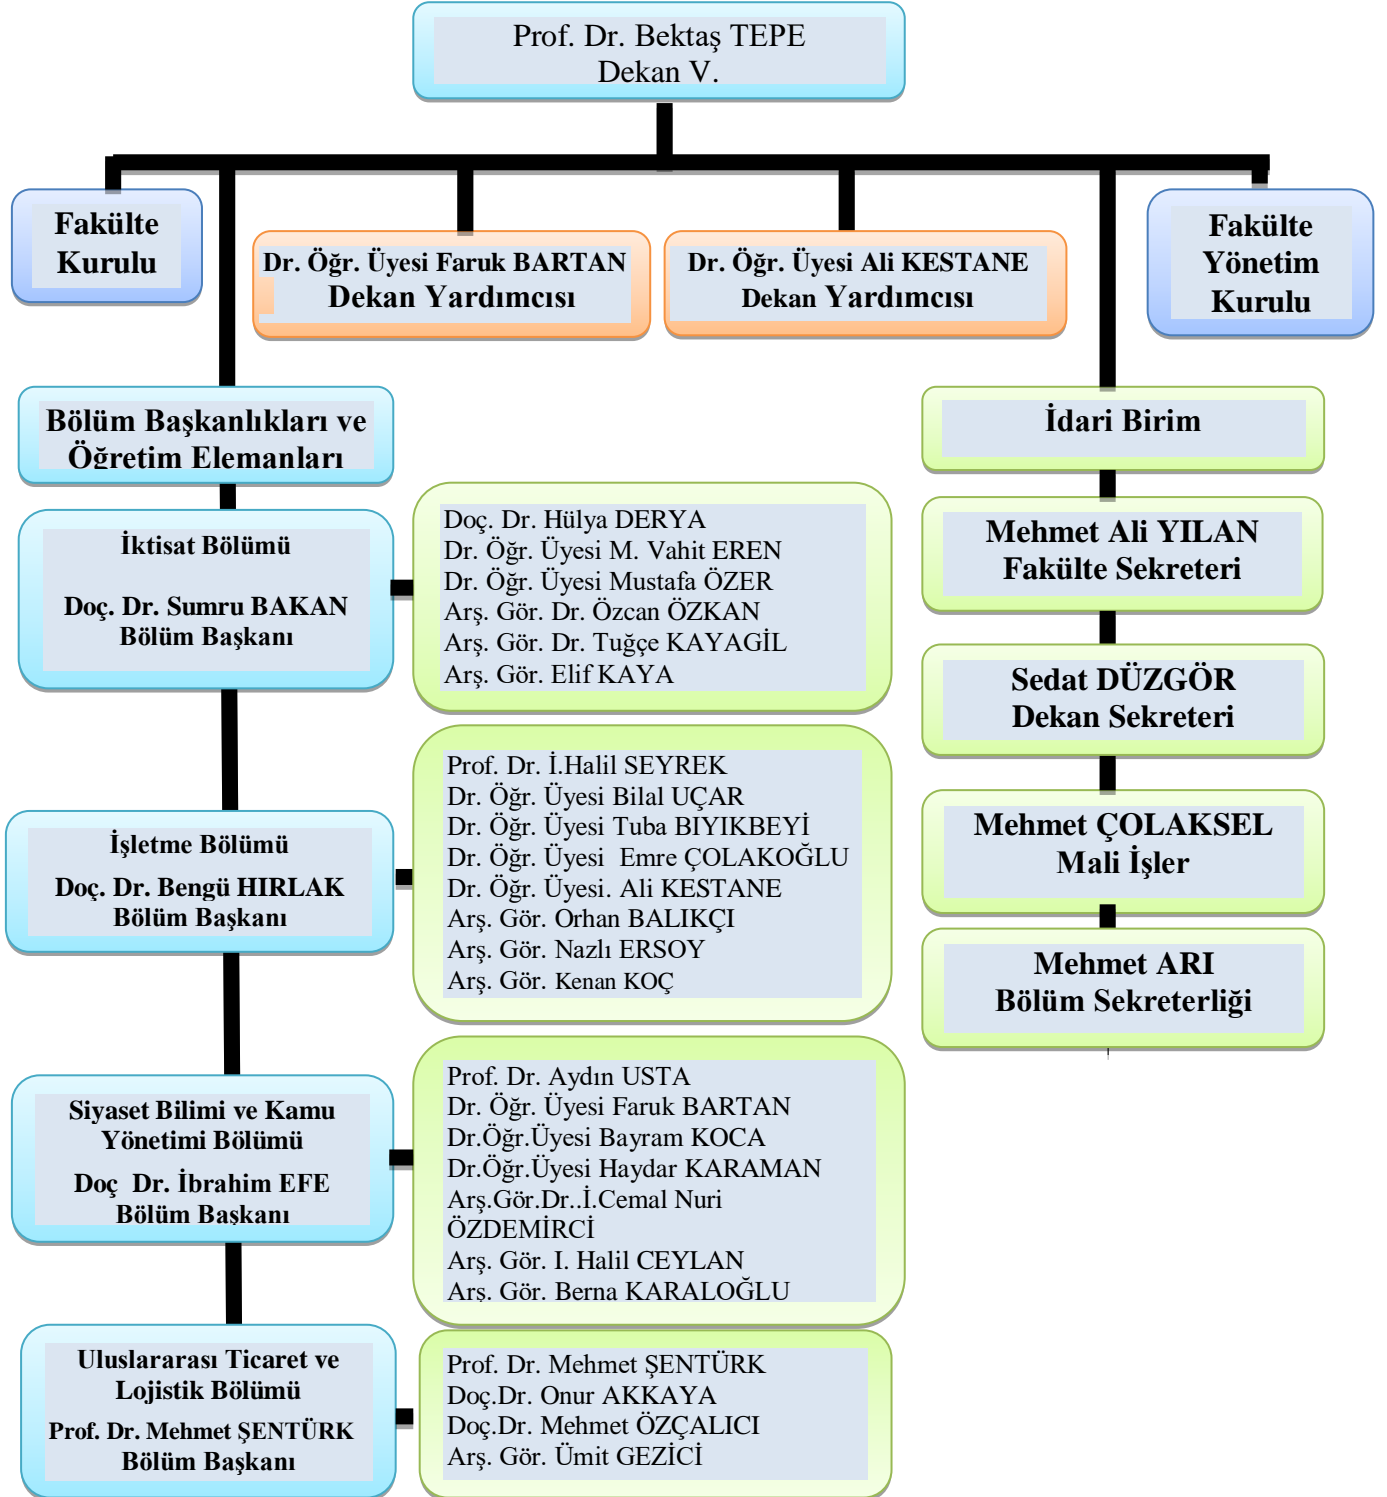 Prof. Dr. Bektaş TEPE
Dekan V.
Fakülte
Kurulu
Dr. Öğr. Üyesi Faruk BARTAN
Dekan Yardımcısı
Dr. Öğr. Üyesi Ali KESTANE
Dekan Yardımcısı
Fakülte
Yönetim
Kurulu
Bölüm Başkanlıkları ve
Öğretim Elemanları
İktisat Bölümü
Doç. Dr. Sumru BAKAN
Bölüm Başkanı
Doç. Dr. Hülya DERYA
Dr. Öğr. Üyesi M. Vahit EREN
Dr. Öğr. Üyesi Mustafa ÖZER
Arş. Gör. Dr. Özcan ÖZKAN
Arş. Gör. Dr. Tuğçe KAYAGİL
Arş. Gör. Elif KAYA
İşletme Bölümü
Doç. Dr. Bengü HIRLAK
Bölüm Başkanı
Prof. Dr. İ.Halil SEYREK
Dr. Öğr. Üyesi Bilal UÇAR
Dr. Öğr. Üyesi Tuba BIYIKBEYİ
Dr. Öğr. Üyesi  Emre ÇOLAKOĞLU
Dr. Öğr. Üyesi. Ali KESTANE
Arş. Gör. Orhan BALIKÇI
Arş. Gör. Nazlı ERSOY
Arş. Gör. Kenan KOÇ
Siyaset Bilimi ve Kamu
Yönetimi Bölümü
Doç  Dr. İbrahim EFE
Bölüm Başkanı
Prof. Dr. Aydın USTA
Dr. Öğr. Üyesi Faruk BARTAN
Dr.Öğr.Üyesi Bayram KOCA
Dr.Öğr.Üyesi Haydar KARAMAN
Arş.Gör.Dr..İ.Cemal Nuri
ÖZDEMİRCİ
Arş. Gör. I. Halil CEYLAN
Arş. Gör. Berna KARALOĞLU
Uluslararası Ticaret ve
Lojistik Bölümü
Prof. Dr. Mehmet ŞENTÜRK
Bölüm Başkanı
Prof. Dr. Mehmet ŞENTÜRK
Doç.Dr. Onur AKKAYA
Doç.Dr. Mehmet ÖZÇALICI
Arş. Gör. Ümit GEZİCİ
İdari Birim
Mehmet Ali YILAN
Fakülte Sekreteri
Sedat DÜZGÖR
Dekan Sekreteri
Mehmet ÇOLAKSEL
Mali İşler
Mehmet ARI
Bölüm Sekreterliği